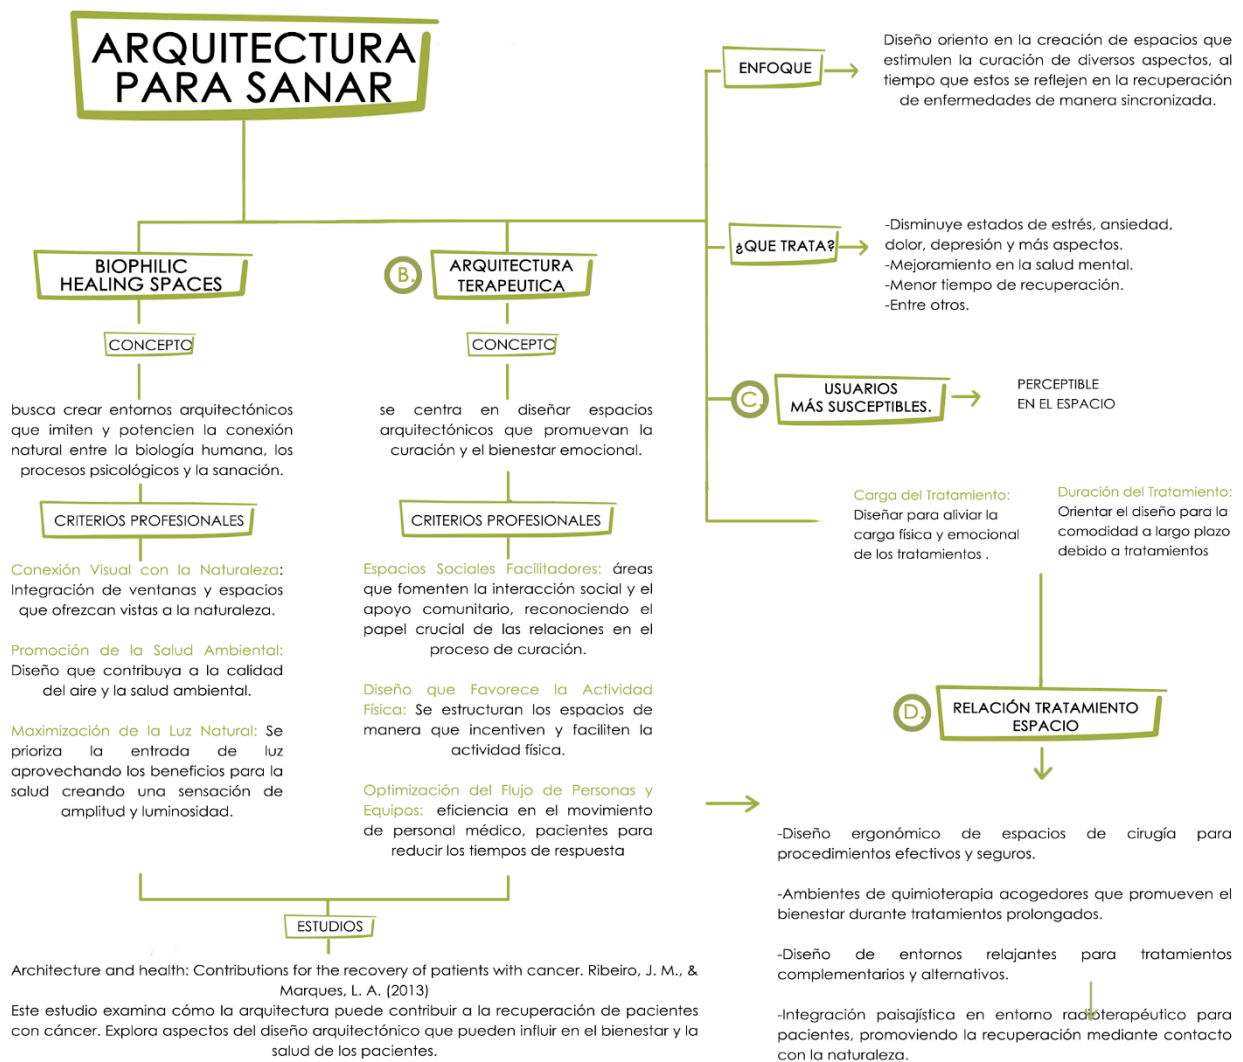 ARQUITECTURA
PARA SANAR
ENFOQUE
Diseño oriento en la creación de espacios que
estimulen la curación de diversos aspectos, al
tiempo que estos se reflejen en la recuperación
de enfermedades de manera sincronizada.
¿QUE TRATA?
-Disminuye estados de estrés, ansiedad,
dolor, depresión y más aspectos.
-Mejoramiento en la salud mental.
-Menor tiempo de recuperación.
-Entre otros.
BIOPHILIC
HEALING SPACES
CONCEPTO
busca crear entornos arquitectónicos
que imiten y potencien la conexión
natural entre la biología humana, los
procesos psicológicos y la sanación.
CRITERIOS PROFESIONALES
Conexión Visual con la Naturaleza:
Integración de ventanas y espacios
que ofrezcan vistas a la naturaleza.
Promoción de la Salud Ambiental:
Diseño que contribuya a la calidad
del aire y la salud ambiental.
Maximización de la Luz Natural: Se
prioriza la entrada de luz
aprovechando los beneficios para la
salud creando una sensación de
amplitud y luminosidad.
B.
ARQUITECTURA
TERAPEUTICA
CONCEPTO
se centra en diseñar espacios
arquitectónicos que promuevan la
curación y el bienestar emocional.
CRITERIOS PROFESIONALES
Espacios Sociales Facilitadores: áreas
que fomenten la interacción social y el
apoyo comunitario, reconociendo el
papel crucial de las relaciones en el
proceso de curación.
Diseño que Favorece la Actividad
Física: Se estructuran los espacios de
manera que incentiven y faciliten la
actividad física.
Optimización del Flujo de Personas y
Equipos: eficiencia en el movimiento
de personal médico, pacientes para
reducir los tiempos de respuesta
ESTUDIOS
Architecture and health: Contributions for the recovery of patients with cancer. Ribeiro, J. M., &
Marques, L. A. (2013)
Este estudio examina cómo la arquitectura puede contribuir a la recuperación de pacientes
con cáncer. Explora aspectos del diseño arquitectónico que pueden influir en el bienestar y la
salud de los pacientes.
C.
USUARIOS
MÁS SUSCEPTIBLES.
PERCEPTIBLE
EN EL ESPACIO
Carga del Tratamiento:
Diseñar para aliviar la
carga física y emocional
de los tratamientos .
Duración del Tratamiento:
Orientar el diseño para la
comodidad a largo plazo
debido a tratamientos
D.
RELACIÓN TRATAMIENTO
ESPACIO
-Diseño ergonómico de espacios de cirugía para
procedimientos efectivos y seguros.
-Ambientes de quimioterapia acogedores que promueven el
bienestar durante tratamientos prolongados.
-Diseño de entornos relajantes para tratamientos
complementarios y alternativos.
-Integración paisajística en entorno radioterapéutico para
pacientes, promoviendo la recuperación mediante contacto
con la naturaleza.